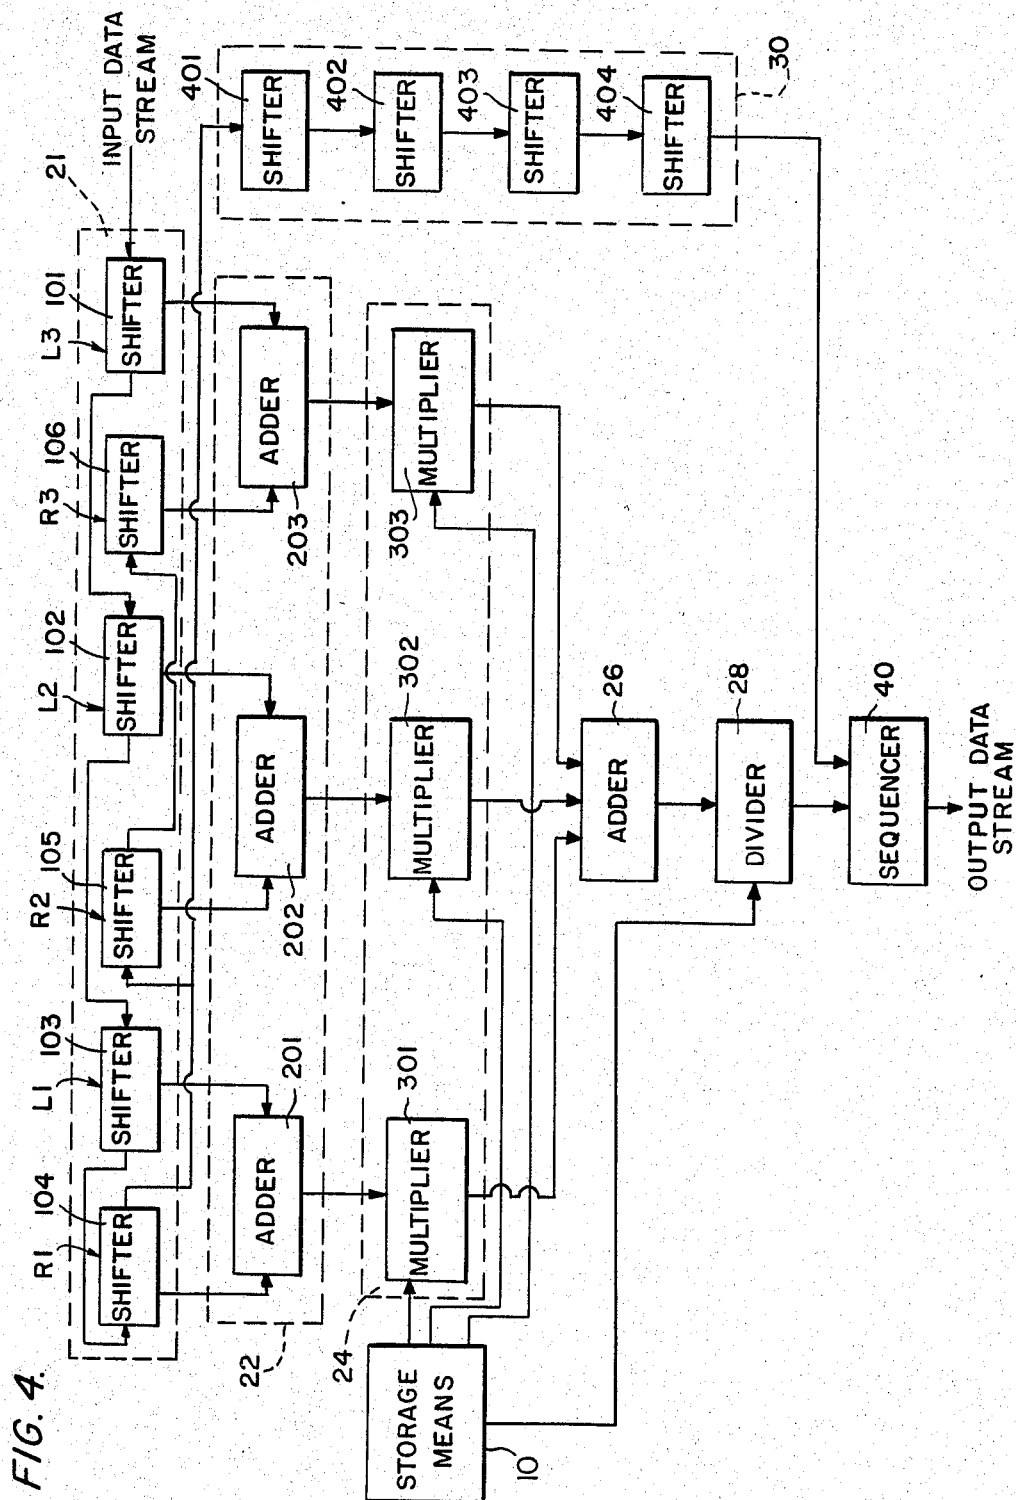 FIG. 4.
INPUT DATA
STREAM
21
R1
104
SHIFTER
L1
103
SHIFTER
R2
105
SHIFTER
L2
102
SHIFTER
R3
106
SHIFTER
L3
101
SHIFTER
22
ADDER
201
ADDER
202
ADDER
203
401
SHIFTER
402
SHIFTER
403
SHIFTER
404
SHIFTER
30
24
MULTIPLIER
301
MULTIPLIER
302
MULTIPLIER
303
STORAGE
MEANS
10
ADDER
26
DIVIDER
28
SEQUENCER
40
OUTPUT DATA
STREAM